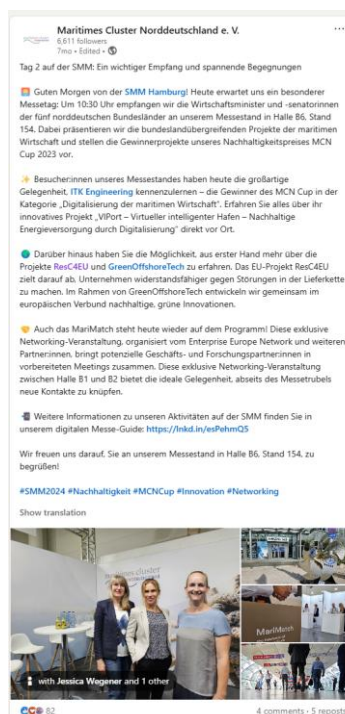 Maritimes Cluster Norddeutschland e. V.
6,611 followers
7mo • Edited •
Tag 2 auf der SMM: Ein wichtiger Empfang und spannende Begegnungen
🌅 Guten Morgen von der SMM Hamburg! Heute erwartet uns ein besonderer
Messetag: Um 10:30 Uhr empfangen wir die Wirtschaftsminister und -senatorinnen
der fünf norddeutschen Bundesländer an unserem Messestand in Halle B6, Stand
154. Dabei präsentieren wir die bundeslandübergreifenden Projekte der maritimen
Wirtschaft und stellen die Gewinnerprojekte unseres Nachhaltigkeitspreises MCN
Cup 2023 vor.
✨ Besucher:innen unseres Messestandes haben heute die großartige
Gelegenheit, ITK Engineering kennenzulernen – die Gewinner des MCN Cup in der
Kategorie „Digitalisierung der maritimen Wirtschaft“. Erfahren Sie alles über ihr
innovatives Projekt „VIPort – Virtueller intelligenter Hafen – Nachhaltige
Energieversorgung durch Digitalisierung“ direkt vor Ort.
🌍 Darüber hinaus haben Sie die Möglichkeit, aus erster Hand mehr über die
Projekte ResC4EU und GreenOffshoreTech zu erfahren. Das EU-Projekt ResC4EU
zielt darauf ab, Unternehmen widerstandsfähiger gegen Störungen in der Lieferkette
zu machen. Im Rahmen von GreenOffshoreTech entwickeln wir gemeinsam im
europäischen Verbund nachhaltige, grüne Innovationen.
🤝 Auch das MariMatch steht heute wieder auf dem Programm! Diese exklusive
Networking-Veranstaltung, organisiert vom Enterprise Europe Network und weiteren
Partner:innen, bringt potenzielle Geschäfts- und Forschungspartner:innen in
vorbereiteten Meetings zusammen. Diese exklusive Networking-Veranstaltung
zwischen Halle B1 und B2 bietet die ideale Gelegenheit, abseits des Messetrubels
neue Kontakte zu knüpfen.
📲 Weitere Informationen zu unseren Aktivitäten auf der SMM finden Sie in
unserem digitalen Messe-Guide: https://lnkd.in/esPehmQ5
Wir freuen uns darauf, Sie an unserem Messestand in Halle B6, Stand 154, zu
begrüßen!
#SMM2024 #Nachhaltigkeit #MCNCup #Innovation #Networking
Show translation
maritimes cluster
MariMatch
with Jessica Wegener and 1 other
82
4 comments • 5 reposts